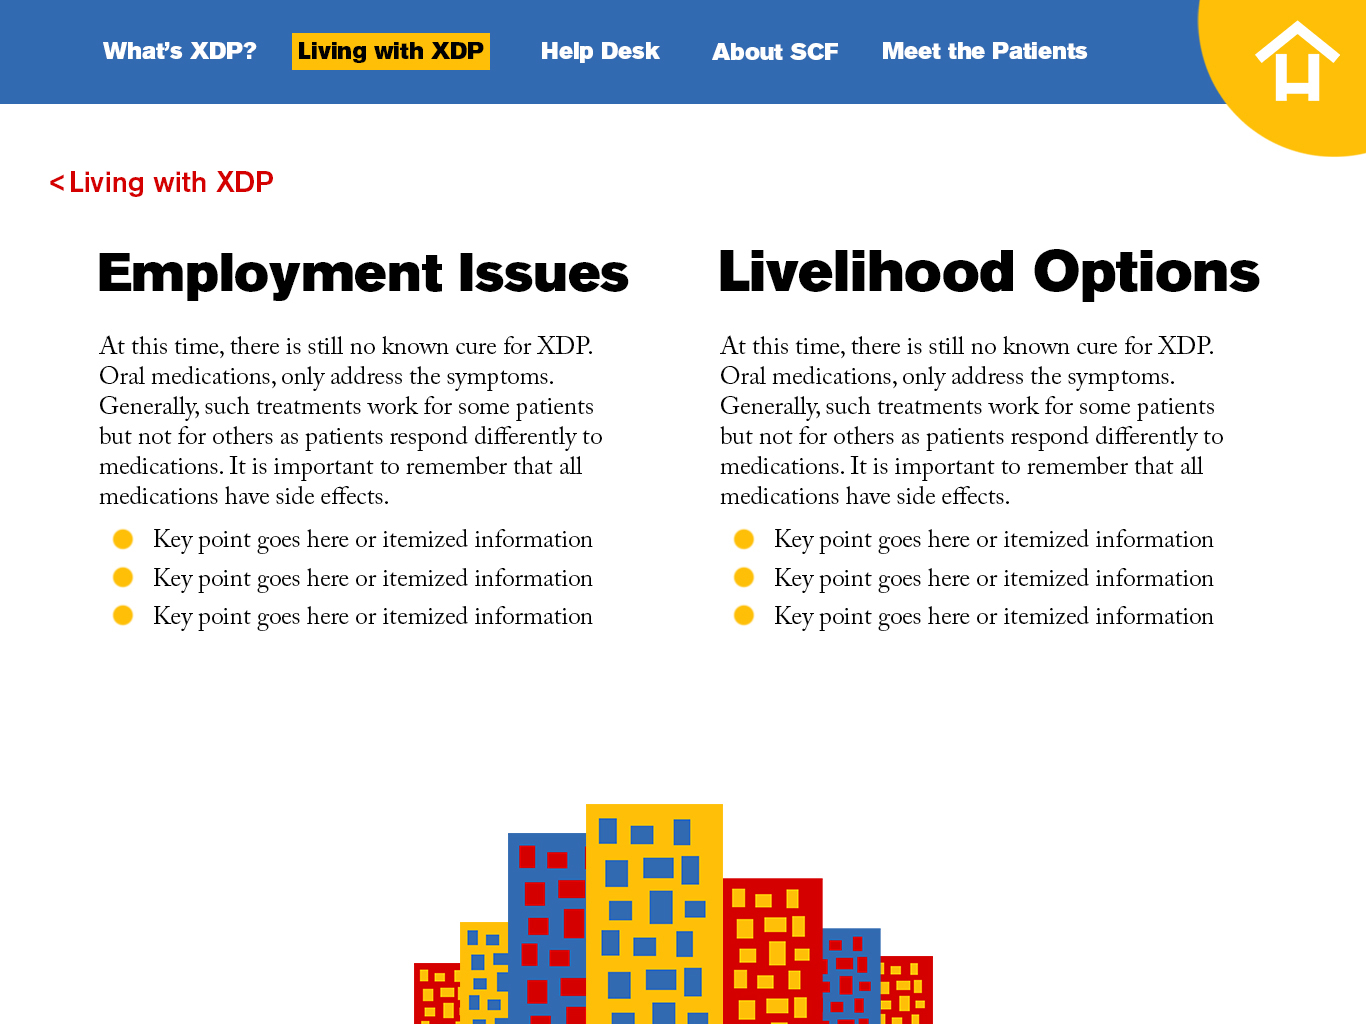 What's XDP?
Living with XDP
Help Desk
About SCF
Meet the Patients
<Living with XDP
Employment Issues
At this time, there is still no known cure for XDP.
Oral medications, only address the symptoms.
Generally, such treatments work for some patients
but not for others as patients respond differently to
medications. It is important to remember that all
medications have side effects.
Key point goes here or itemized information
Key point goes here or itemized information
Key point goes here or itemized information
Livelihood Options
At this time, there is still no known cure for XDP.
Oral medications, only address the symptoms.
Generally, such treatments work for some patients
but not for others as patients respond differently to
medications. It is important to remember that all
medications have side effects.
Key point goes here or itemized information
Key point goes here or itemized information
Key point goes here or itemized information